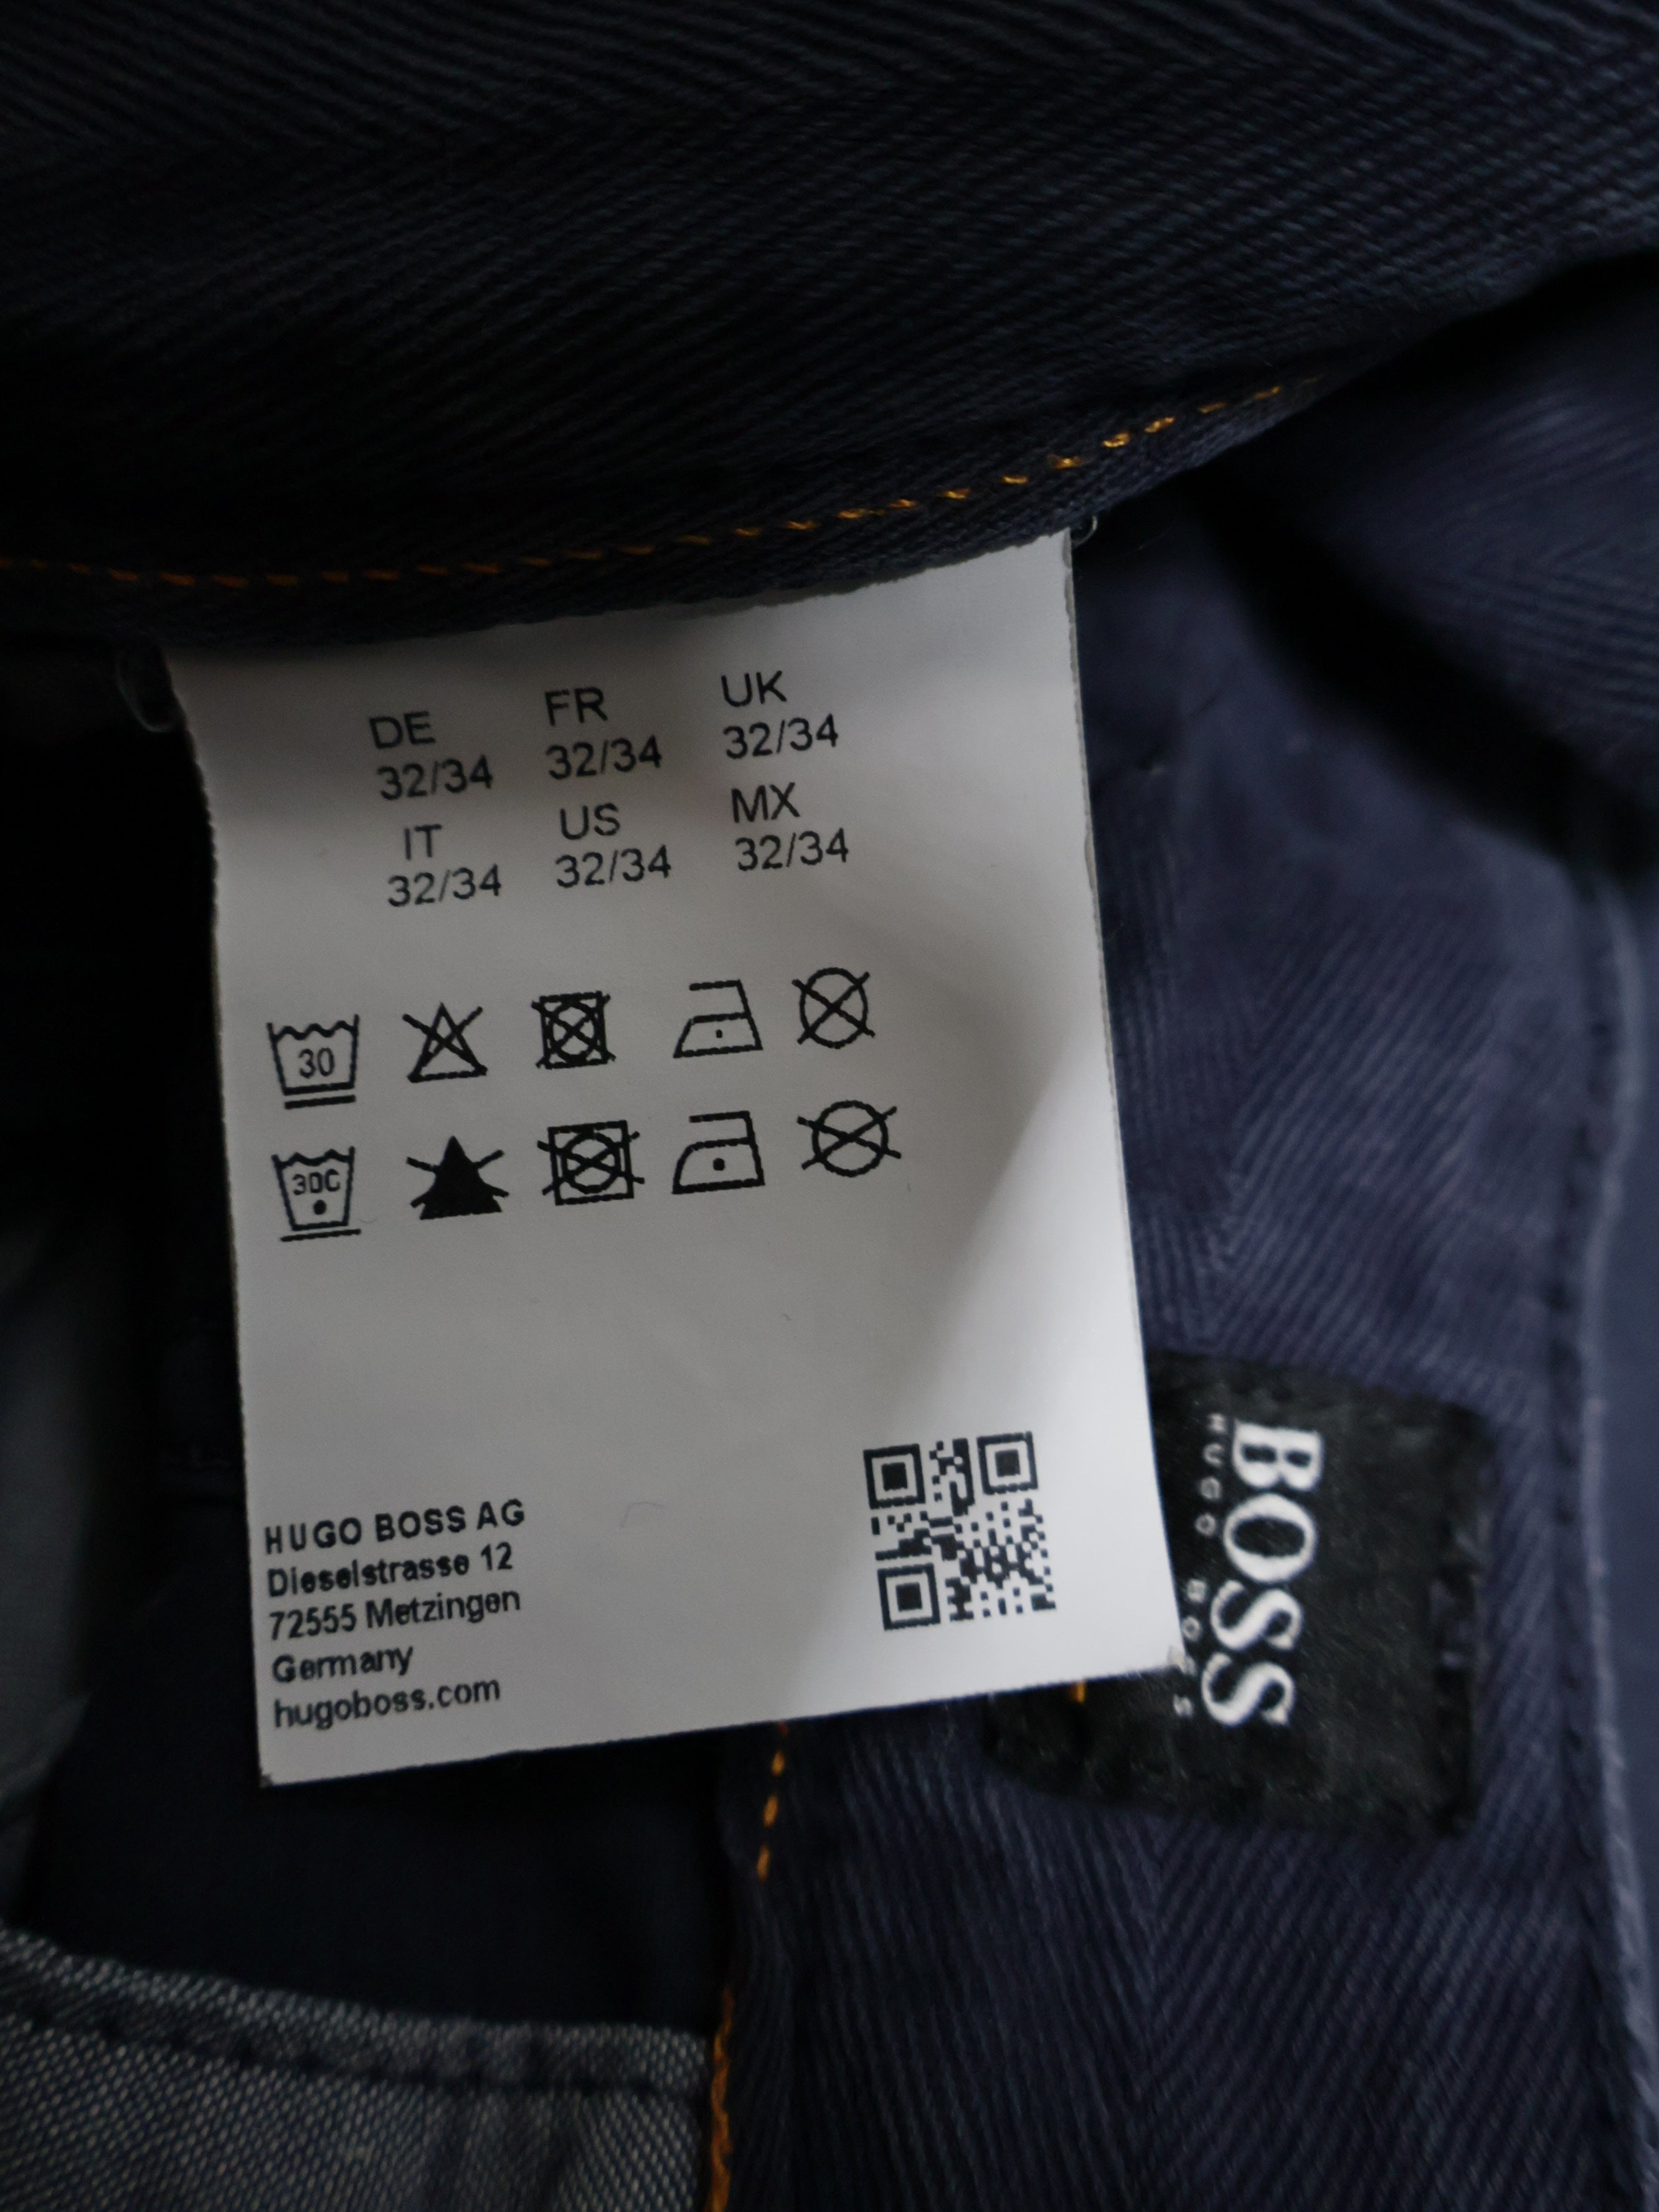 DE FR UK
32/34 32/34 32/34
IT US MX
32/34 32/34 32/34
30
30C
HUGO BOSS AG
Dieselstrasse 12
72555 Metzingen
Germany
hugoboss.com
BOSS
HUGO BOSS